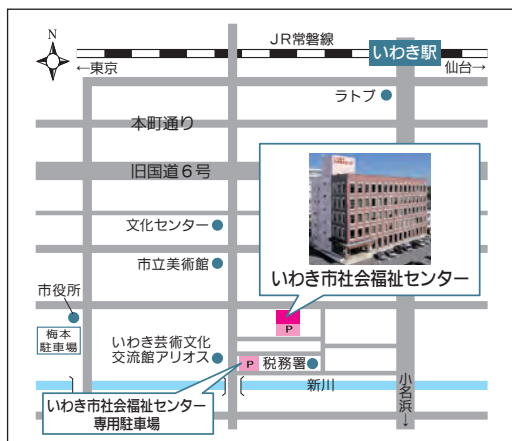 N
JR常磐線
いわき駅
←東京
仙台→
ラトブ
本町通り
旧国道6号
文化センター
市立美術館
いわき市社会福祉センター
市役所
梅本
駐車場
P
いわき芸術文化
交流館アリオス
P
税務署
新川
小名浜→
いわき市社会福祉センター
専用駐車場